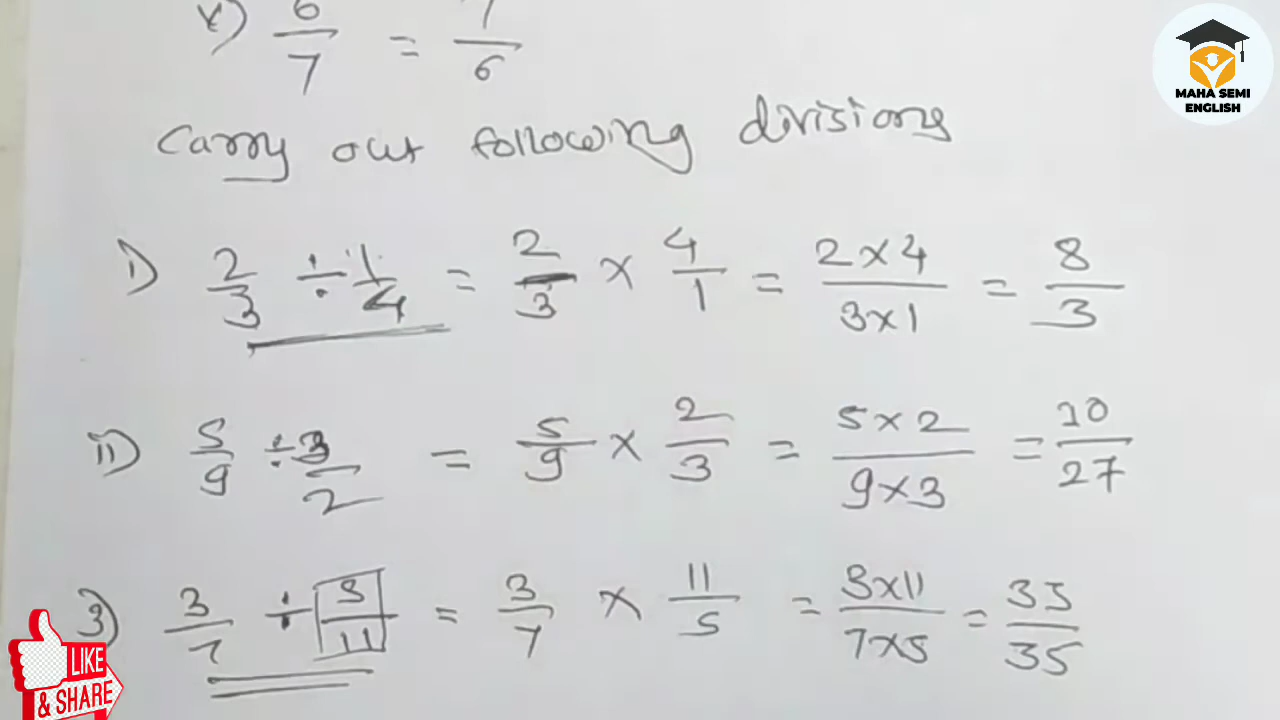 v) 6/7 = 7/6
MAHA SEMI
ENGLISH
Carry out following divisions
i) 2/3 ÷ 1/4 = 2/3 × 4/1 = 2×4/3×1 = 8/3
ii) 5/9 ÷ 3/2 = 5/9 × 2/3 = 5×2/9×3 = 10/27
3) 3/7 ÷ 5/11 = 3/7 × 11/5 = 3×11/7×5 = 33/35
LIKE
& SHARE